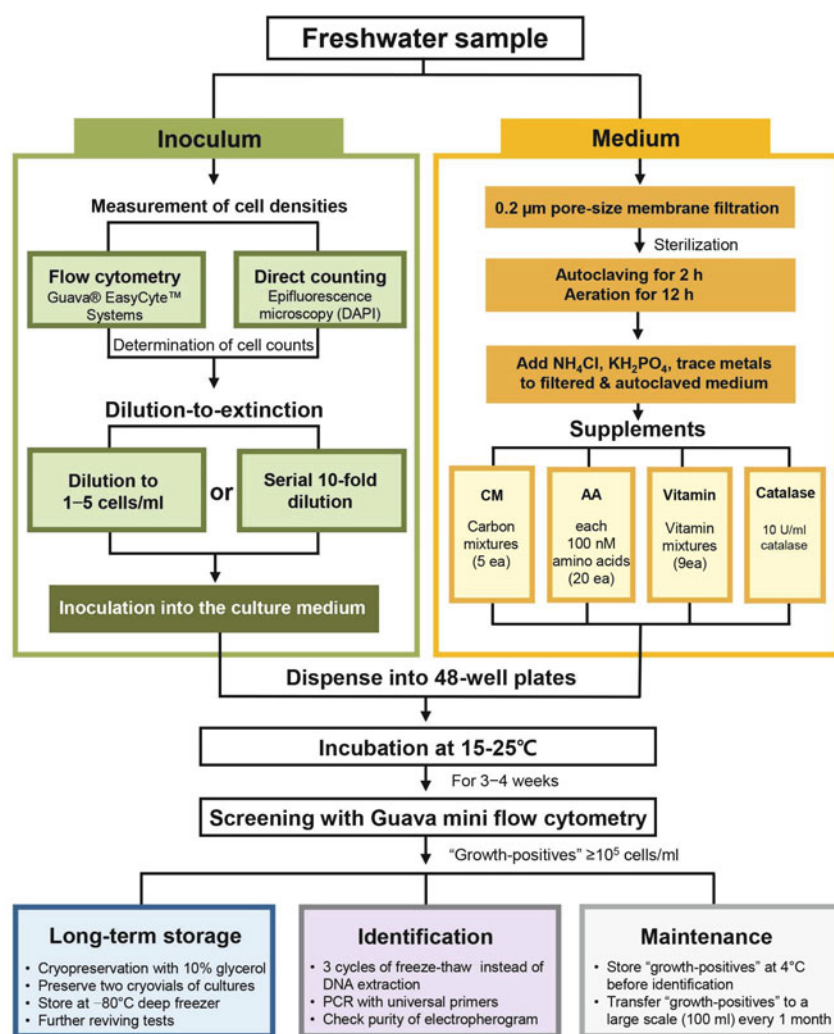 Freshwater sample
Inoculum
Measurement of cell densities
Flow cytometry
Guava® EasyCyte™
Systems
Direct counting
Epifluorescence
microscopy (DAPI)
Determination of cell counts
Dilution-to-extinction
Dilution to
1–5 cells/ml
or
Serial 10-fold
dilution
Inoculation into the culture medium
Medium
0.2 µm pore-size membrane filtration
Sterilization
Autoclaving for 2 h
Aeration for 12 h
Add NH₄Cl, KH₂PO₄, trace metals
to filtered & autoclaved medium
Supplements
CM
Carbon
mixtures
(5 ea)
AA
each
100 nM
amino acids
(20 ea)
Vitamin
Vitamin
mixtures
(9ea)
Catalase
10 U/ml
catalase
Dispense into 48-well plates
Incubation at 15-25℃
For 3–4 weeks
Screening with Guava mini flow cytometry
“Growth-positives” ≥10⁵ cells/ml
Long-term storage
• Cryopreservation with 10% glycerol
• Preserve two cryovials of cultures
• Store at –80°C deep freezer
• Further reviving tests
Identification
• 3 cycles of freeze-thaw instead of
DNA extraction
• PCR with universal primers
• Check purity of electropherogram
Maintenance
• Store “growth-positives” at 4°C
before identification
• Transfer “growth-positives” to a
large scale (100 ml) every 1 month